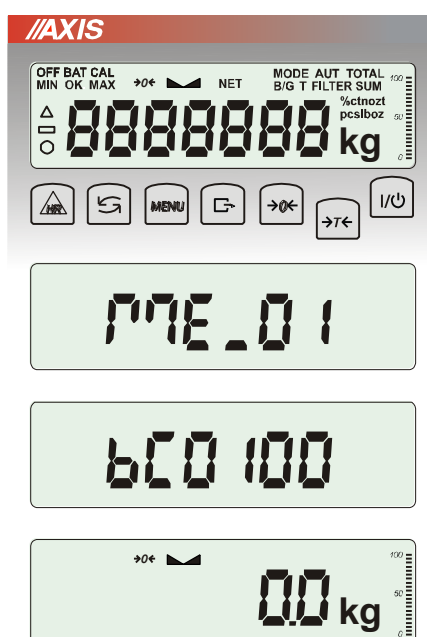 AXIS
OFF BAT CAL MODE AUT TOTAL 100
MIN OK MAX →0← NET B/G T FILTER SUM
%ctnozt
pcslboz 50
8888888 kg
0
HR MENU →0← →T← I/⏻
ME_01
bC0100
→0← 100
0.0 kg 50
0